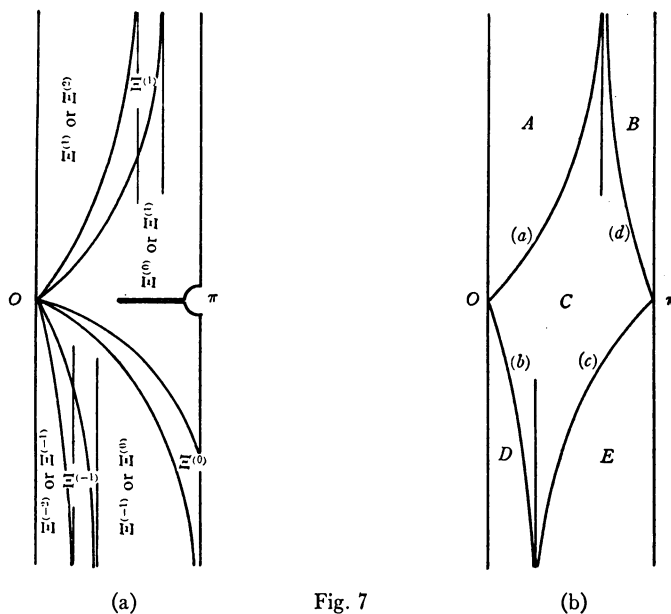 Ξ⁽¹⁾ or Ξ⁽²⁾
Ξ⁽¹⁾
Ξ⁽⁰⁾ or Ξ⁽¹⁾
O
π
Ξ⁽⁻²⁾ or Ξ⁽⁻¹⁾
Ξ⁽⁻¹⁾
Ξ⁽⁻¹⁾ or Ξ⁽⁰⁾
Ξ⁽⁰⁾
(a)
A
B
(a)
(d)
O
C
π
(b)
(c)
D
E
(b)
Fig. 7